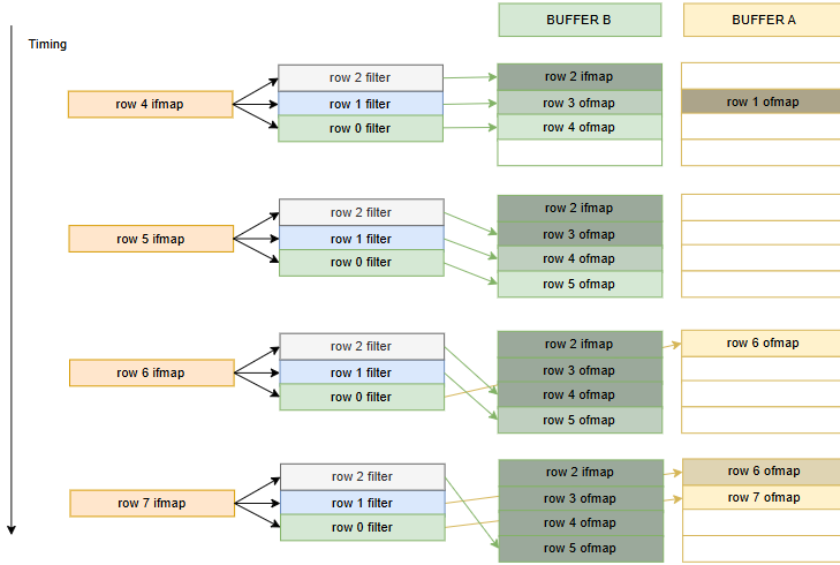 BUFFER B
BUFFER A
Timing
row 4 ifmap
row 2 filter
row 1 filter
row 0 filter
row 2 ifmap
row 3 ofmap
row 4 ofmap
row 1 ofmap
row 5 ifmap
row 2 filter
row 1 filter
row 0 filter
row 2 ifmap
row 3 ofmap
row 4 ofmap
row 5 ofmap
row 6 ifmap
row 2 filter
row 1 filter
row 0 filter
row 2 ifmap
row 3 ofmap
row 4 ofmap
row 5 ofmap
row 6 ofmap
row 7 ifmap
row 2 filter
row 1 filter
row 0 filter
row 2 ifmap
row 3 ofmap
row 4 ofmap
row 5 ofmap
row 6 ofmap
row 7 ofmap